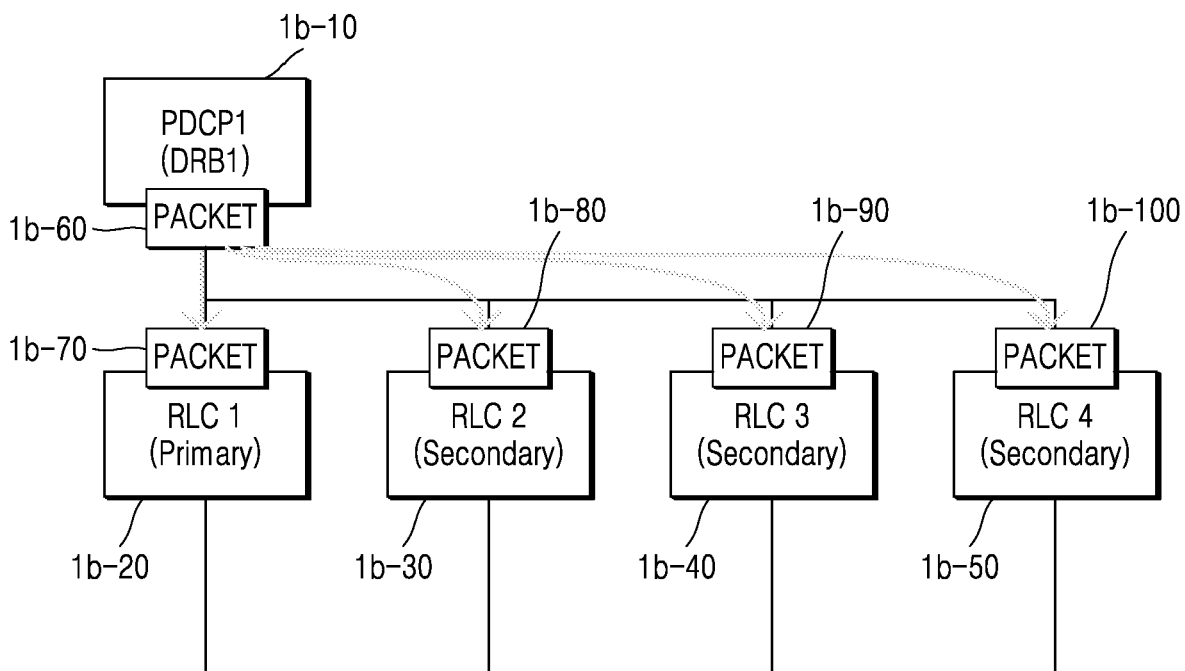 1b-10
PDCP1
(DRB1)
PACKET
1b-60
1b-80
1b-90
1b-100
1b-70
PACKET
PACKET
PACKET
PACKET
RLC 1
(Primary)
RLC 2
(Secondary)
RLC 3
(Secondary)
RLC 4
(Secondary)
1b-20
1b-30
1b-40
1b-50